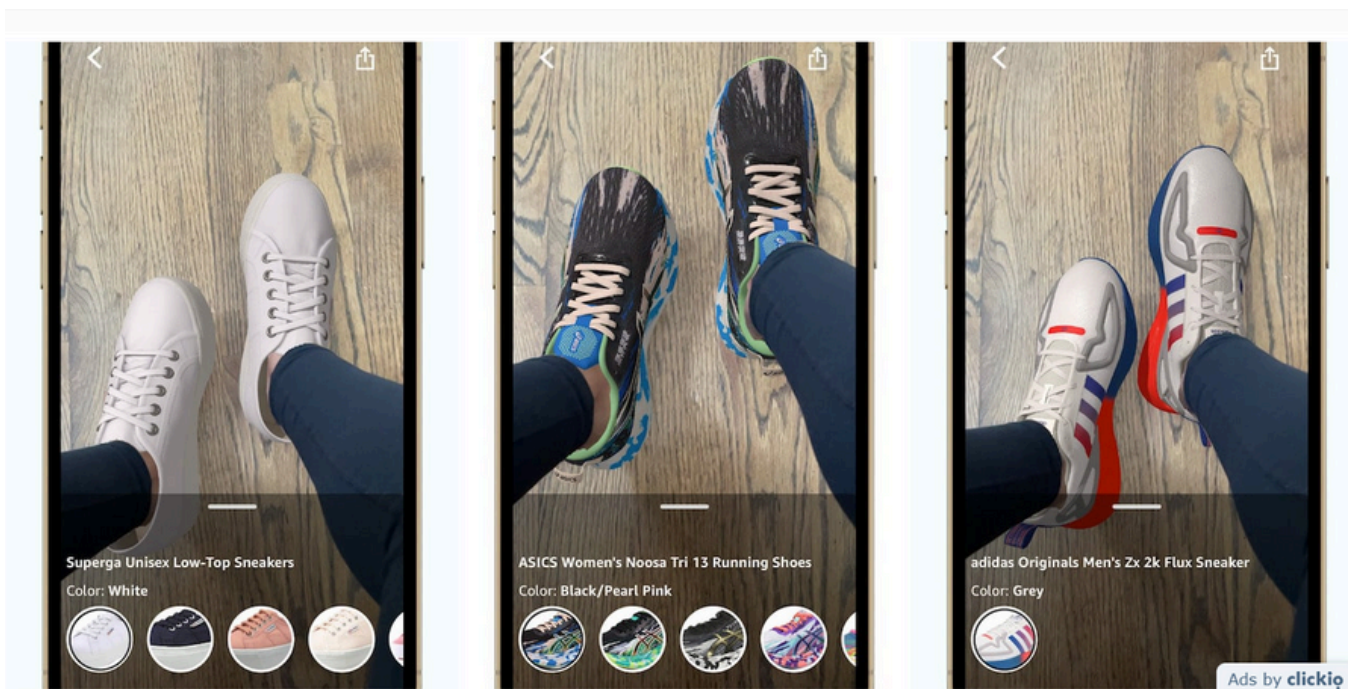 Superga Unisex Low-Top Sneakers
Color: White
ASICS Women's Noosa Tri 13 Running Shoes
Color: Black/Pearl Pink
adidas Originals Men's Zx 2k Flux Sneaker
Color: Grey
Ads by clickio